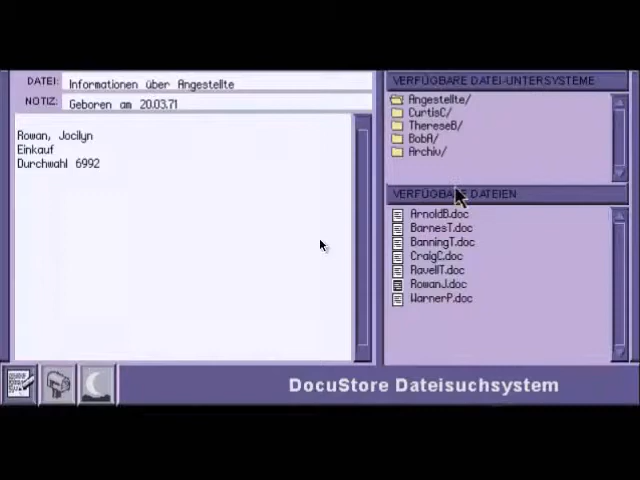 DATEI: Informationen über Angestellte
NOTIZ: Geboren am 20.03.71
Rowan, Jocilyn
Einkauf
Durchwahl 6992
VERFÜGBARE DATEI-UNTERSYSTEME
Angestellte/
CurtisC/
ThereseB/
BobA/
Archiv/
VERFÜGBARE DATEIEN
ArnoldB.doc
BarnesT.doc
BanningT.doc
CraigC.doc
RavellT.doc
RowanJ.doc
WarnerP.doc
DocuStore Dateisuchsystem